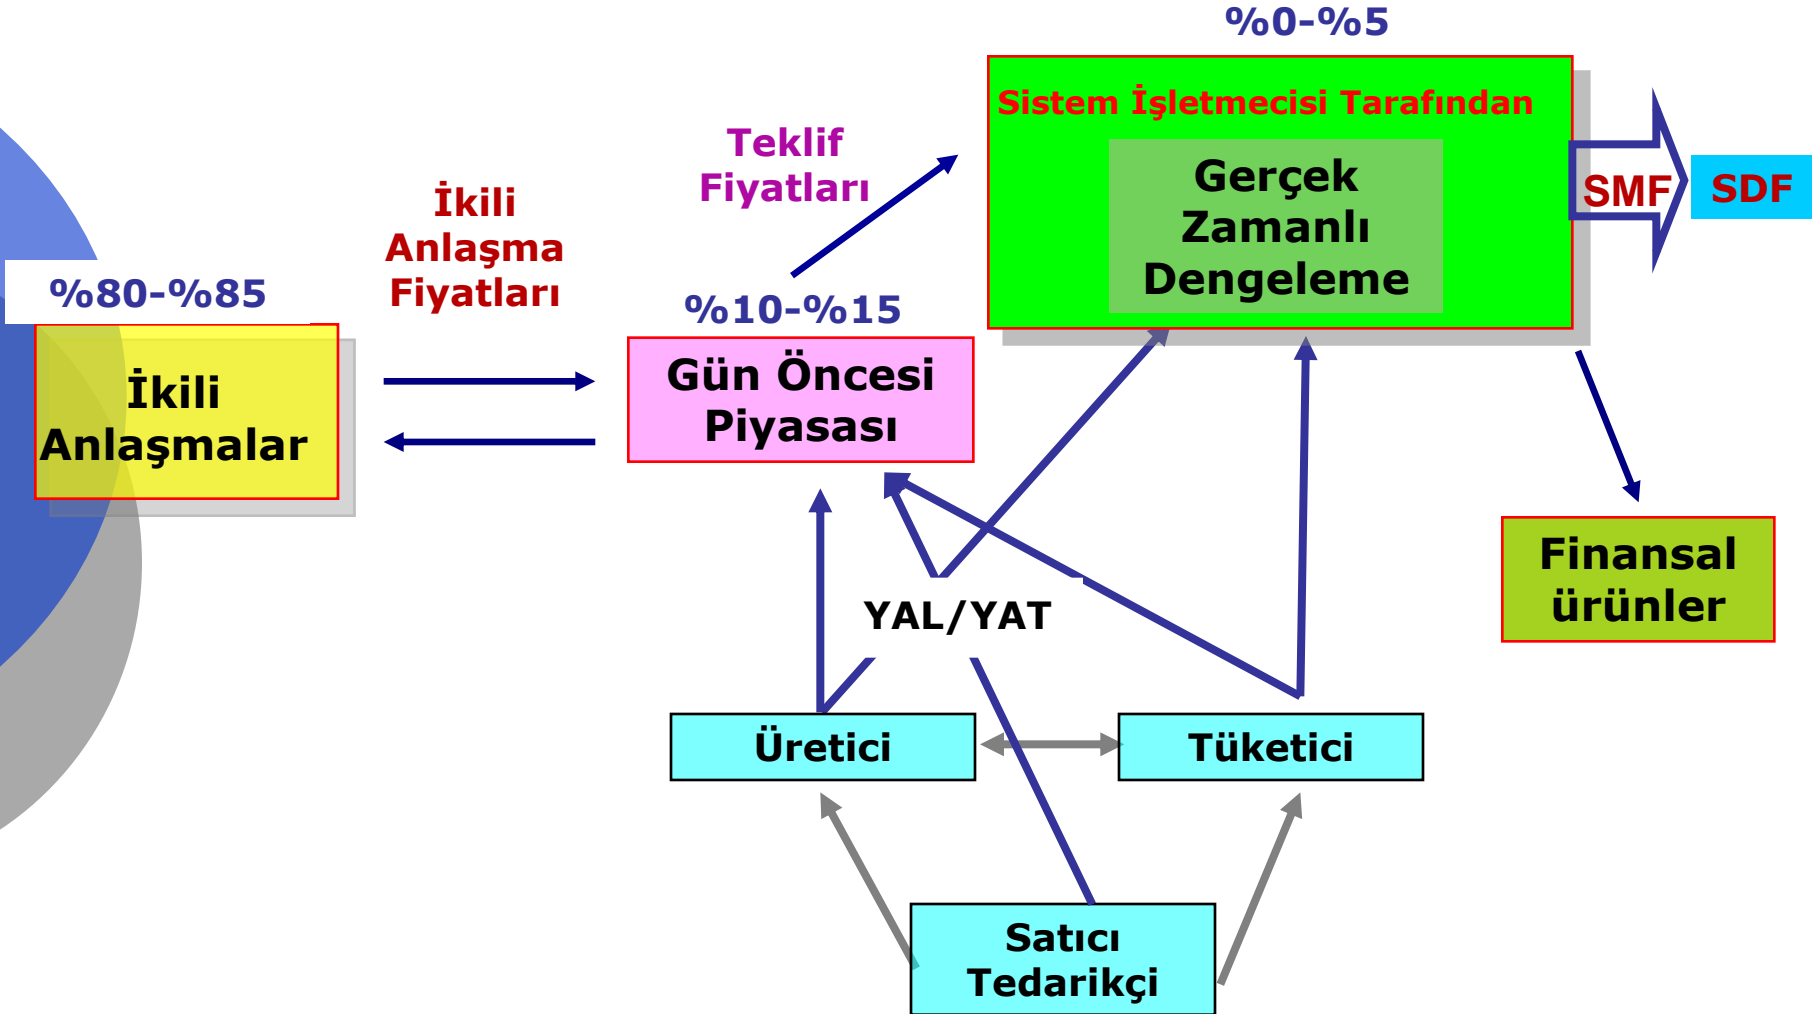 %0-%5
Sistem İşletmecisi Tarafından
Gerçek
Zamanlı
Dengeleme
SMF
SDF
Teklif
Fiyatları
İkili
Anlaşma
Fiyatları
%80-%85
%10-%15
İkili
Anlaşmalar
Gün Öncesi
Piyasası
Finansal
ürünler
YAL/YAT
Üretici
Tüketici
Satıcı
Tedarikçi